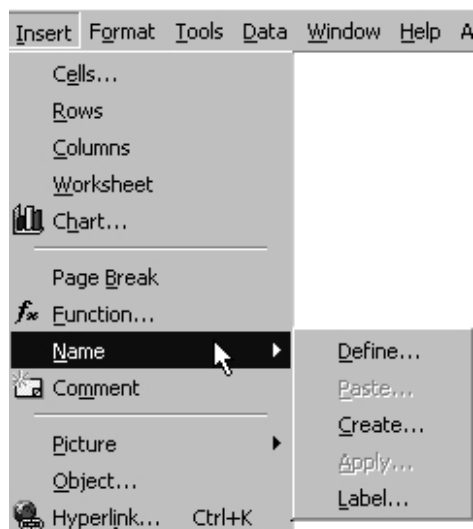 Insert Format Tools Data Window Help A
Cells...
Rows
Columns
Worksheet
Chart...
Page Break
fx Function...
Name
Define...
Comment
Paste...
Create...
Picture
Apply...
Object...
Label...
Hyperlink... Ctrl+K